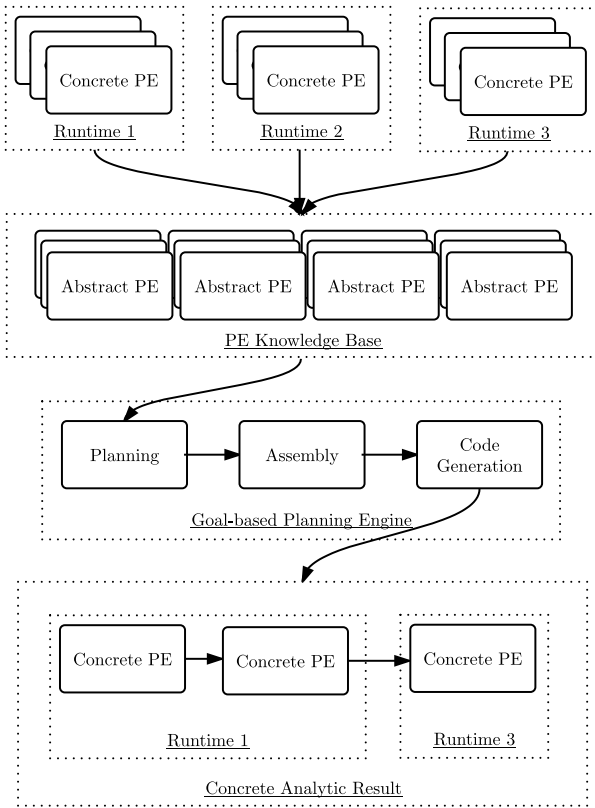 Concrete PE
Concrete PE
Concrete PE
Runtime 1
Runtime 2
Runtime 3
Abstract PE
Abstract PE
Abstract PE
Abstract PE
PE Knowledge Base
Planning
Assembly
Code
Generation
Goal-based Planning Engine
Concrete PE
Concrete PE
Concrete PE
Runtime 1
Runtime 3
Concrete Analytic Result